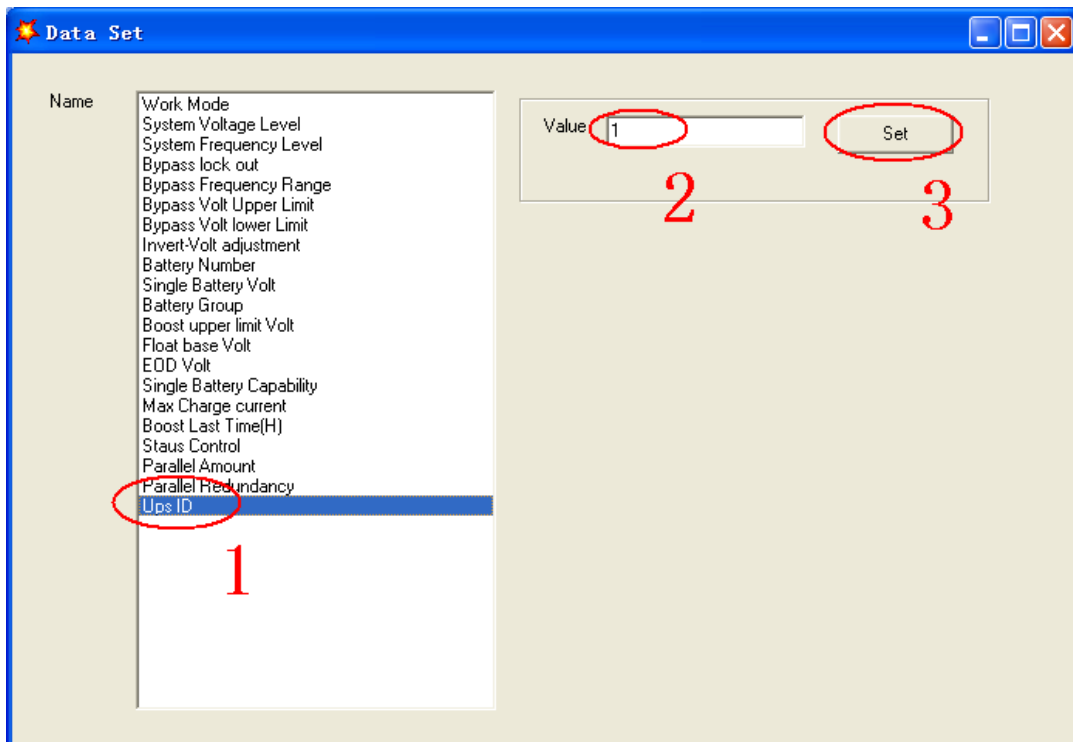 Data Set
Name
Work Mode
System Voltage Level
System Frequency Level
Bypass lock out
Bypass Frequency Range
Bypass Volt Upper Limit
Bypass Volt lower Limit
Invert-Volt adjustment
Battery Number
Single Battery Volt
Battery Group
Boost upper limit Volt
Float base Volt
EOD Volt
Single Battery Capability
Max Charge current
Boost Last Time(H)
Staus Control
Parallel Amount
Parallel Redundancy
Ups ID
1
Value 1
Set
2
3